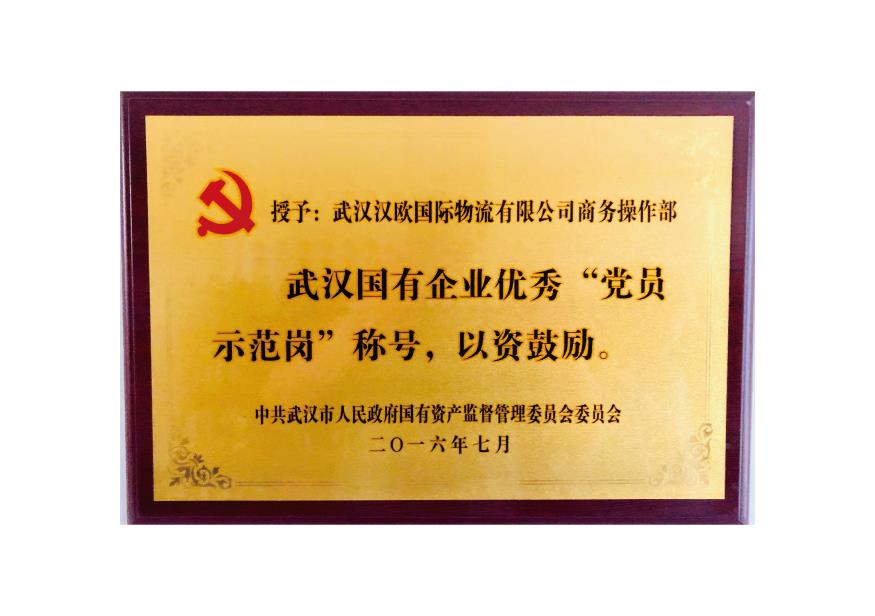 授予：武汉汉欧国际物流有限公司商务操作部
武汉国有企业优秀“党员
示范岗”称号，以资鼓励。
中共武汉市人民政府国有资产监督管理委员会委员会
二〇一六年七月